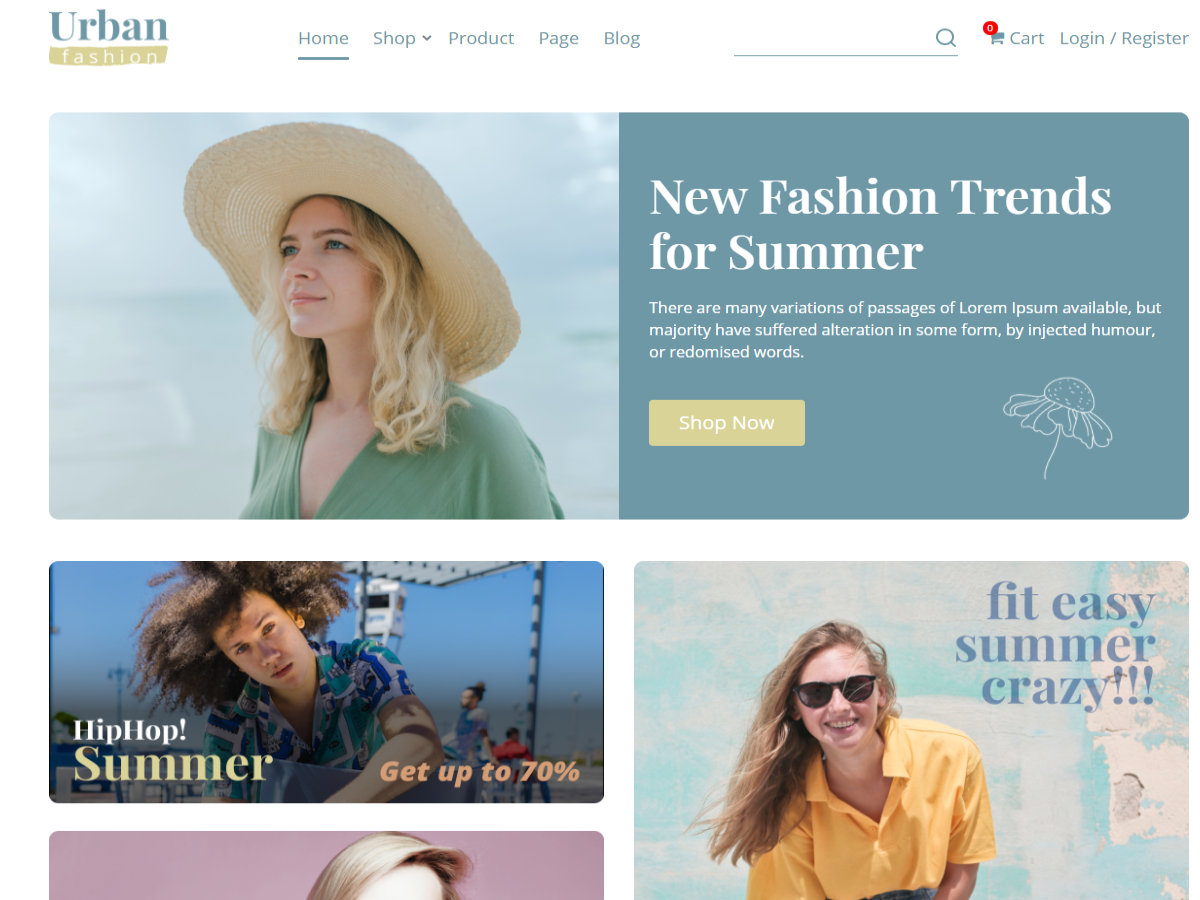 Urban
fashion
Home Shop Product Page Blog
0 Cart Login / Register
New Fashion Trends
for Summer
There are many variations of passages of Lorem Ipsum available, but
majority have suffered alteration in some form, by injected humour,
or redomised words.
Shop Now
HipHop!
Summer
Get up to 70%
fit easy
summer
crazy!!!